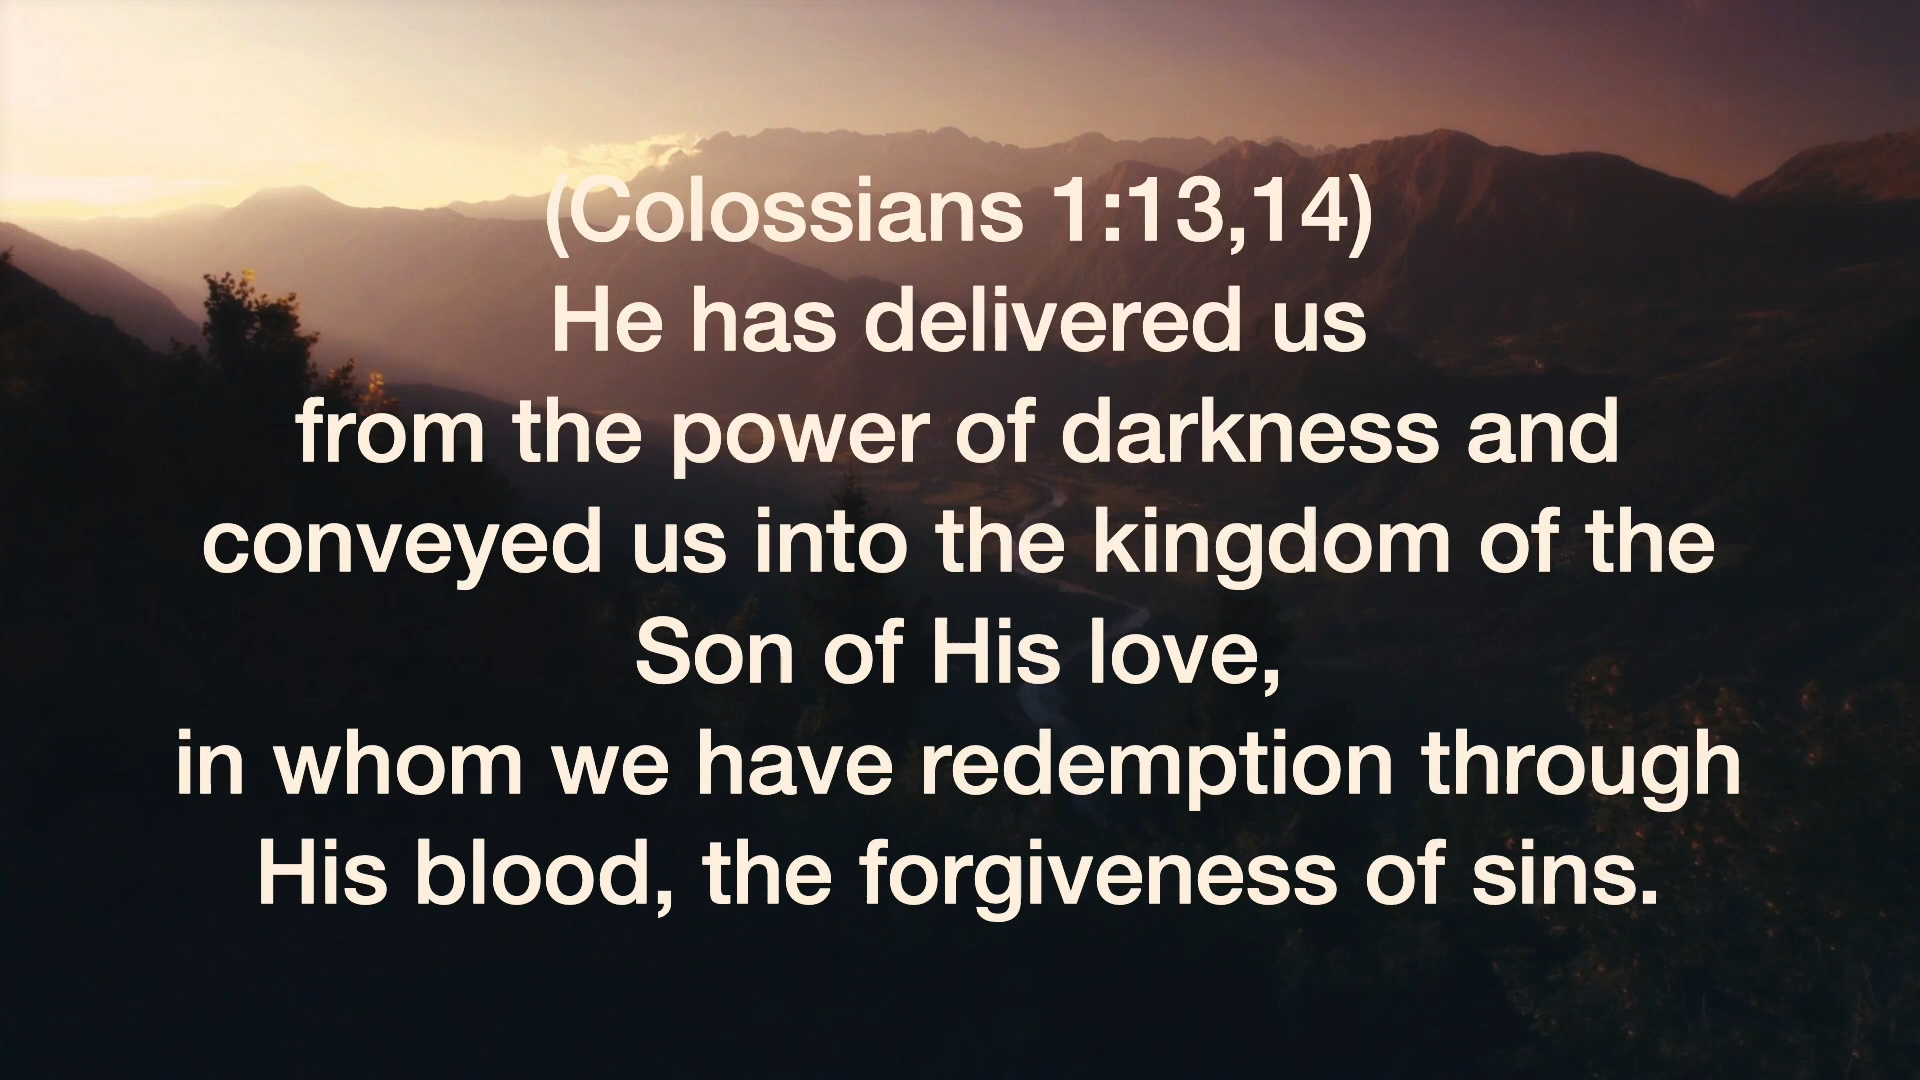 (Colossians 1:13,14)
He has delivered us
from the power of darkness and
conveyed us into the kingdom of the
Son of His love,
in whom we have redemption through
His blood, the forgiveness of sins.